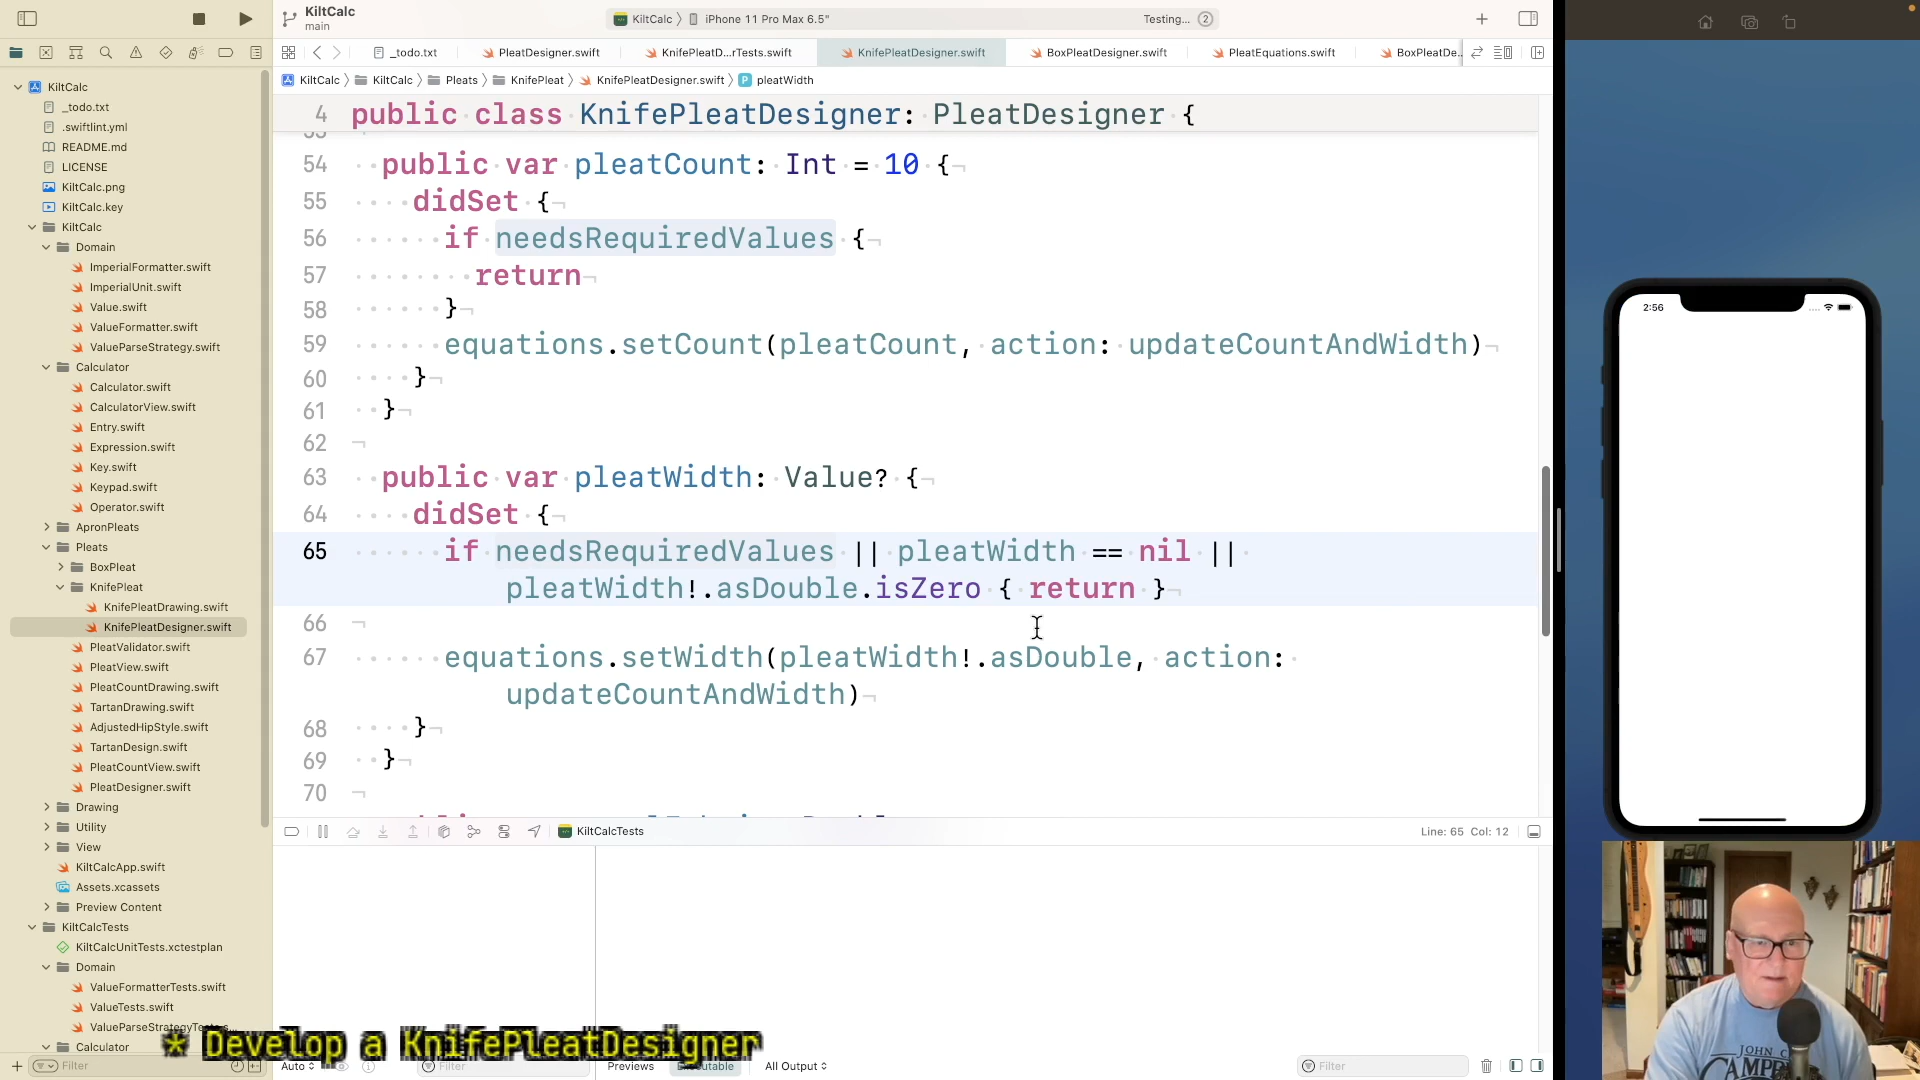 KiltCalc
main
KiltCalc
iPhone 11 Pro Max 6.5"
Testing...
2
_todo.txt
PleatDesigner.swift
KnifePleatD...rTests.swift
KnifePleatDesigner.swift
BoxPleatDesigner.swift
PleatEquations.swift
BoxPleatDe...
KiltCalc
KiltCalc
Pleats
KnifePleat
KnifePleatDesigner.swift
pleatWidth
4 public class KnifePleatDesigner: PleatDesigner {
53
54 public var pleatCount: Int = 10 {
55 didSet {
56 if needsRequiredValues {
57 return
58 }
59 equations.setCount(pleatCount, action: updateCountAndWidth)
60 }
61 }
62
63 public var pleatWidth: Value? {
64 didSet {
65 if needsRequiredValues || pleatWidth == nil ||
pleatWidth!.asDouble.isZero { return }
66
67 equations.setWidth(pleatWidth!.asDouble, action:
updateCountAndWidth)
68 }
69 }
70
KiltCalc
_todo.txt
.swiftlint.yml
README.md
LICENSE
KiltCalc.png
KiltCalc.key
KiltCalc
Domain
ImperialFormatter.swift
ImperialUnit.swift
Value.swift
ValueFormatter.swift
ValueParseStrategy.swift
Calculator
Calculator.swift
CalculatorView.swift
Entry.swift
Expression.swift
Key.swift
Keypad.swift
Operator.swift
ApronPleats
Pleats
BoxPleat
KnifePleat
KnifePleatDrawing.swift
KnifePleatDesigner.swift
PleatValidator.swift
PleatView.swift
PleatCountDrawing.swift
TartanDrawing.swift
AdjustedHipStyle.swift
TartanDesign.swift
PleatCountView.swift
PleatDesigner.swift
Drawing
Utility
View
KiltCalcApp.swift
Assets.xcassets
Preview Content
KiltCalcTests
KiltCalcUnitTests.xctestplan
Domain
ValueFormatterTests.swift
ValueTests.swift
ValueParseStrategyTests.s...
Calculator
Filter
KiltCalcTests
Line: 65 Col: 12
Auto
Filter
Previews
Executable
All Output
Filter
* Develop a KnifePleatDesigner
2:56
JOHN C
CAMP